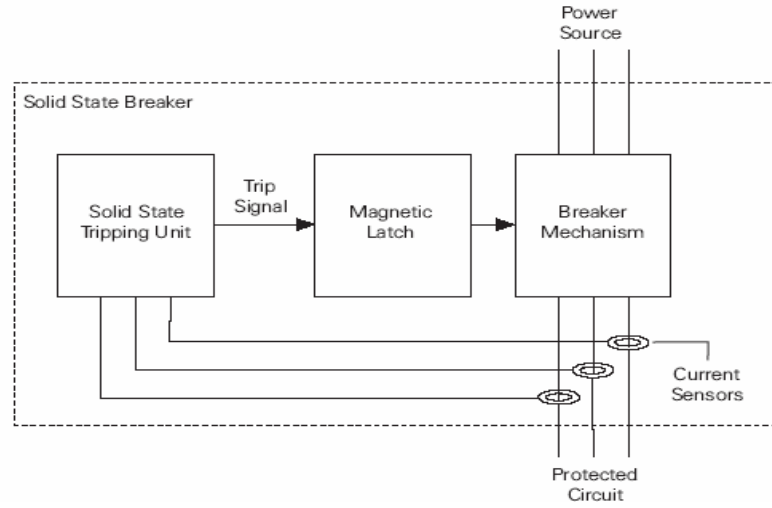 Power
Source
Solid State Breaker
Solid State
Tripping Unit
Trip
Signal
Magnetic
Latch
Breaker
Mechanism
Current
Sensors
Protected
Circuit